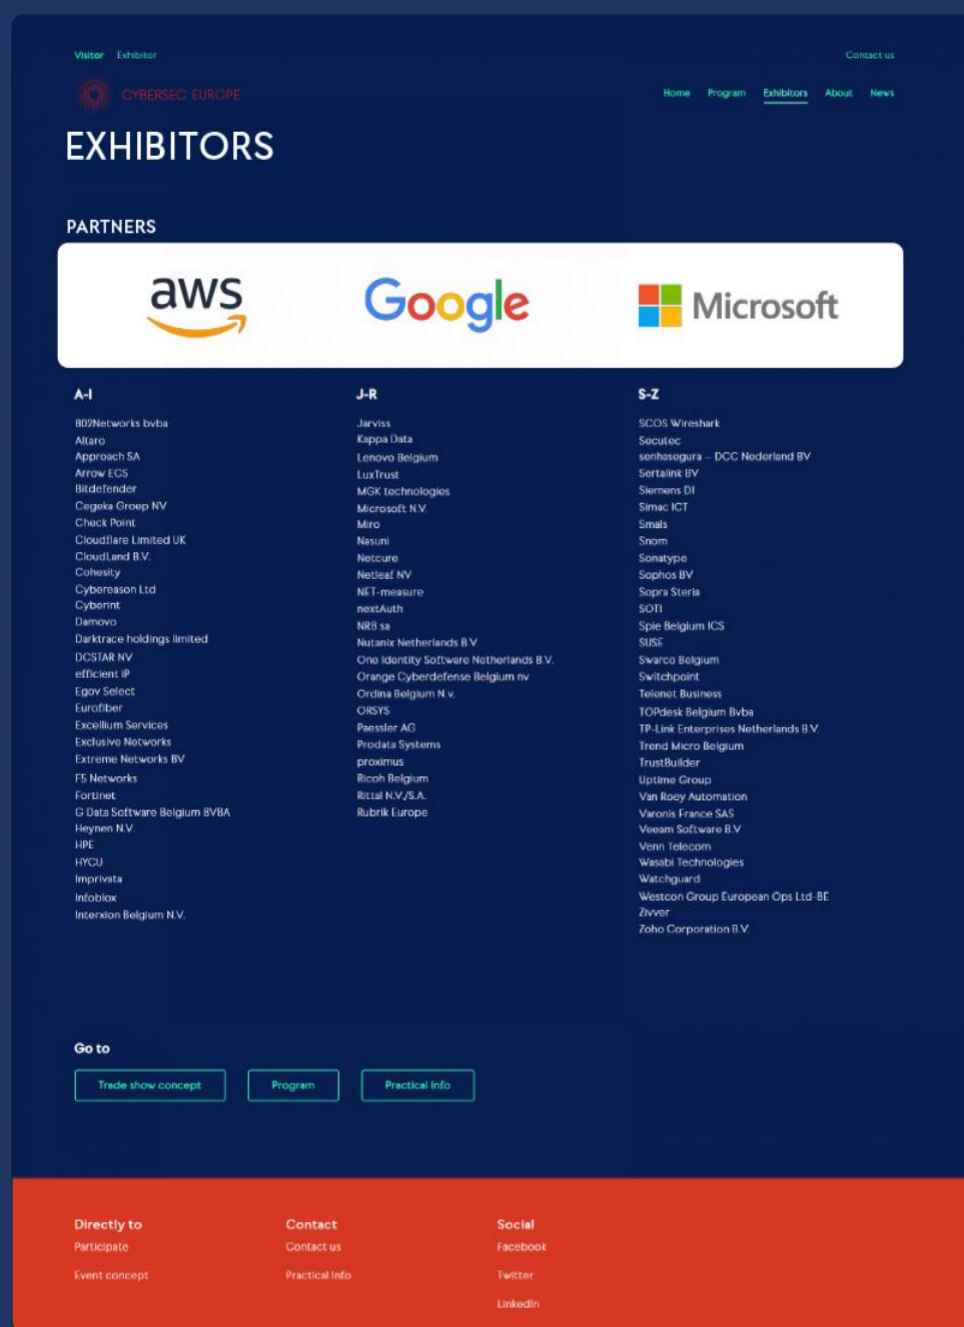 Visitor Exhibitor
Contact us
CYBERSEC EUROPE
Home Program Exhibitors About News
EXHIBITORS
PARTNERS
aws
Google
Microsoft
A-I
802Networks bvba
Altaro
Approach SA
Arrow ECS
Bitdefender
Cegeka Groep NV
Check Point
Cloudflare Limited UK
CloudLand B.V.
Cohesity
Cybereason Ltd
Cyberint
Damovo
Darktrace holdings limited
DCSTAR NV
efficient iP
Egov Select
Eurofiber
Excellium Services
Exclusive Networks
Extreme Networks BV
F5 Networks
Fortinet
G Data Software Belgium BVBA
Heynen N.V.
HPE
HYCU
Imprivata
Infoblox
Interxion Belgium N.V.
J-R
Jarviss
Kappa Data
Lenovo Belgium
LuxTrust
MGK technologies
Microsoft N.V.
Miro
Nasuni
Netcure
Netleaf NV
NET-measure
nextAuth
NRB sa
Nutanix Netherlands B.V.
One Identity Software Netherlands B.V.
Orange Cyberdefense Belgium nv
Ordina Belgium N.v.
ORSYS
Paessler AG
Prodata Systems
proximus
Ricoh Belgium
Rittal N.V./S.A.
Rubrik Europe
S-Z
SCOS Wireshark
Secutec
senhasegura – DCC Nederland BV
Sertalink BV
Siemens DI
Simac ICT
Smals
Snom
Sonatype
Sophos BV
Sopra Steria
SOTI
Spie Belgium ICS
SUSE
Swarco Belgium
Switchpoint
Telenet Business
TOPdesk Belgium Bvba
TP-Link Enterprises Netherlands B.V.
Trend Micro Belgium
TrustBuilder
Uptime Group
Van Roey Automation
Varonis France SAS
Veeam Software B.V
Venn Telecom
Wasabi Technologies
Watchguard
Westcon Group European Ops Ltd-BE
Zivver
Zoho Corporation B.V.
Go to
Trade show concept
Program
Practical Info
Directly to
Participate
Event concept
Contact
Contact us
Practical Info
Social
Facebook
Twitter
LinkedIn